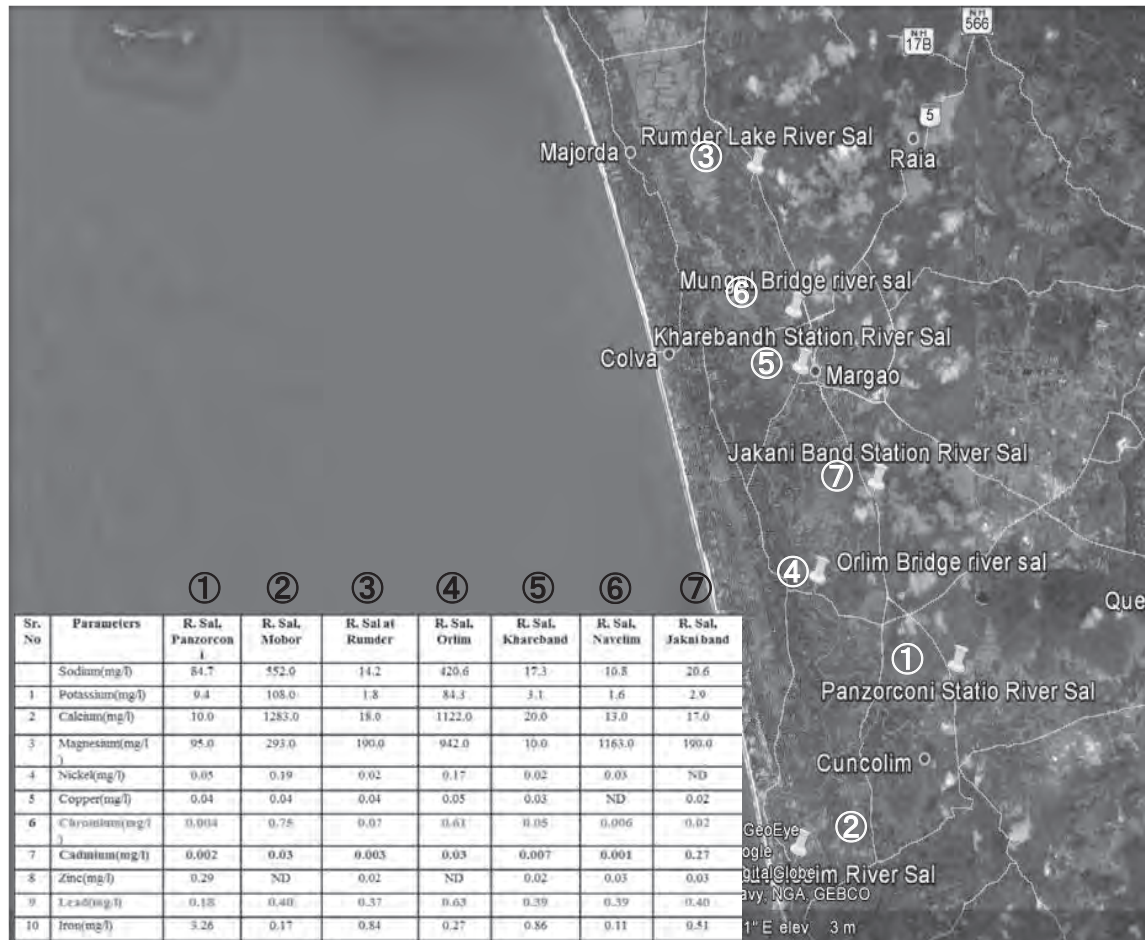 NH
566
NH
17B
5
Rumder Lake River Sal
Majorda
③
Raia
Mungul Bridge river sal
⑥
Kharebandh Station River Sal
Colva
⑤
Margao
Jakani Band Station River Sal
⑦
Orlim Bridge river sal
④
Que
①
Panzorconi Statio River Sal
Cuncolim
②
GeoEye
ogle
gitalGlobe
eim River Sal
avy, NGA, GEBCO
1" E elev 3 m
① ② ③ ④ ⑤ ⑥ ⑦
Sr. No Parameters R. Sal, Panzorcon i R. Sal, Mobor R. Sal at Rumder R. Sal, Orlim R. Sal, Khareband R. Sal, Navelim R. Sal, Jakni band
Sodium(mg/l) 84.7 552.0 14.2 420.6 17.3 10.8 20.6
1 Potassium(mg/l) 9.4 108.0 1.8 84.3 3.1 1.6 2.9
2 Calcium(mg/l) 10.0 1283.0 18.0 1122.0 20.0 13.0 17.0
3 Magnesium(mg/l ) 95.0 293.0 190.0 942.0 10.0 1163.0 190.0
4 Nickel(mg/l) 0.05 0.19 0.02 0.17 0.02 0.03 ND
5 Copper(mg/l) 0.04 0.04 0.04 0.05 0.03 ND 0.02
6 Chromium(mg/l ) 0.004 0.75 0.07 0.61 0.05 0.006 0.02
7 Cadmium(mg/l) 0.002 0.03 0.003 0.03 0.007 0.001 0.27
8 Zinc(mg/l) 0.29 ND 0.02 ND 0.02 0.03 0.03
9 Lead(mg/l) 0.18 0.40 0.37 0.63 0.39 0.39 0.40
10 Iron(mg/l) 3.26 0.17 0.84 0.27 0.86 0.11 0.51